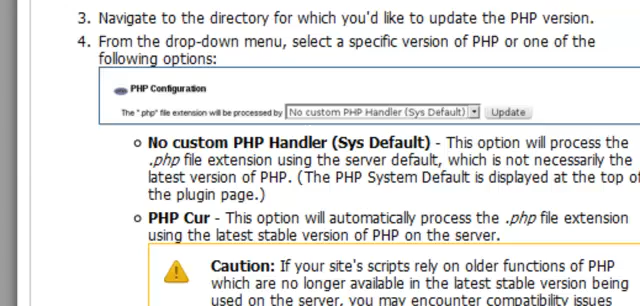 3. Navigate to the directory for which you'd like to update the PHP version.
4. From the drop-down menu, select a specific version of PHP or one of the
following options:
PHP Configuration
The ".php" file extension will be processed by No custom PHP Handler (Sys Default) Update
No custom PHP Handler (Sys Default) - This option will process the
.php file extension using the server default, which is not necessarily the
latest version of PHP. (The PHP System Default is displayed at the top of
the plugin page.)
PHP Cur - This option will automatically process the .php file extension
using the latest stable version of PHP on the server.
Caution: If your site's scripts rely on older functions of PHP
which are no longer available in the latest stable version being
used on the server, you may encounter compatibility issues